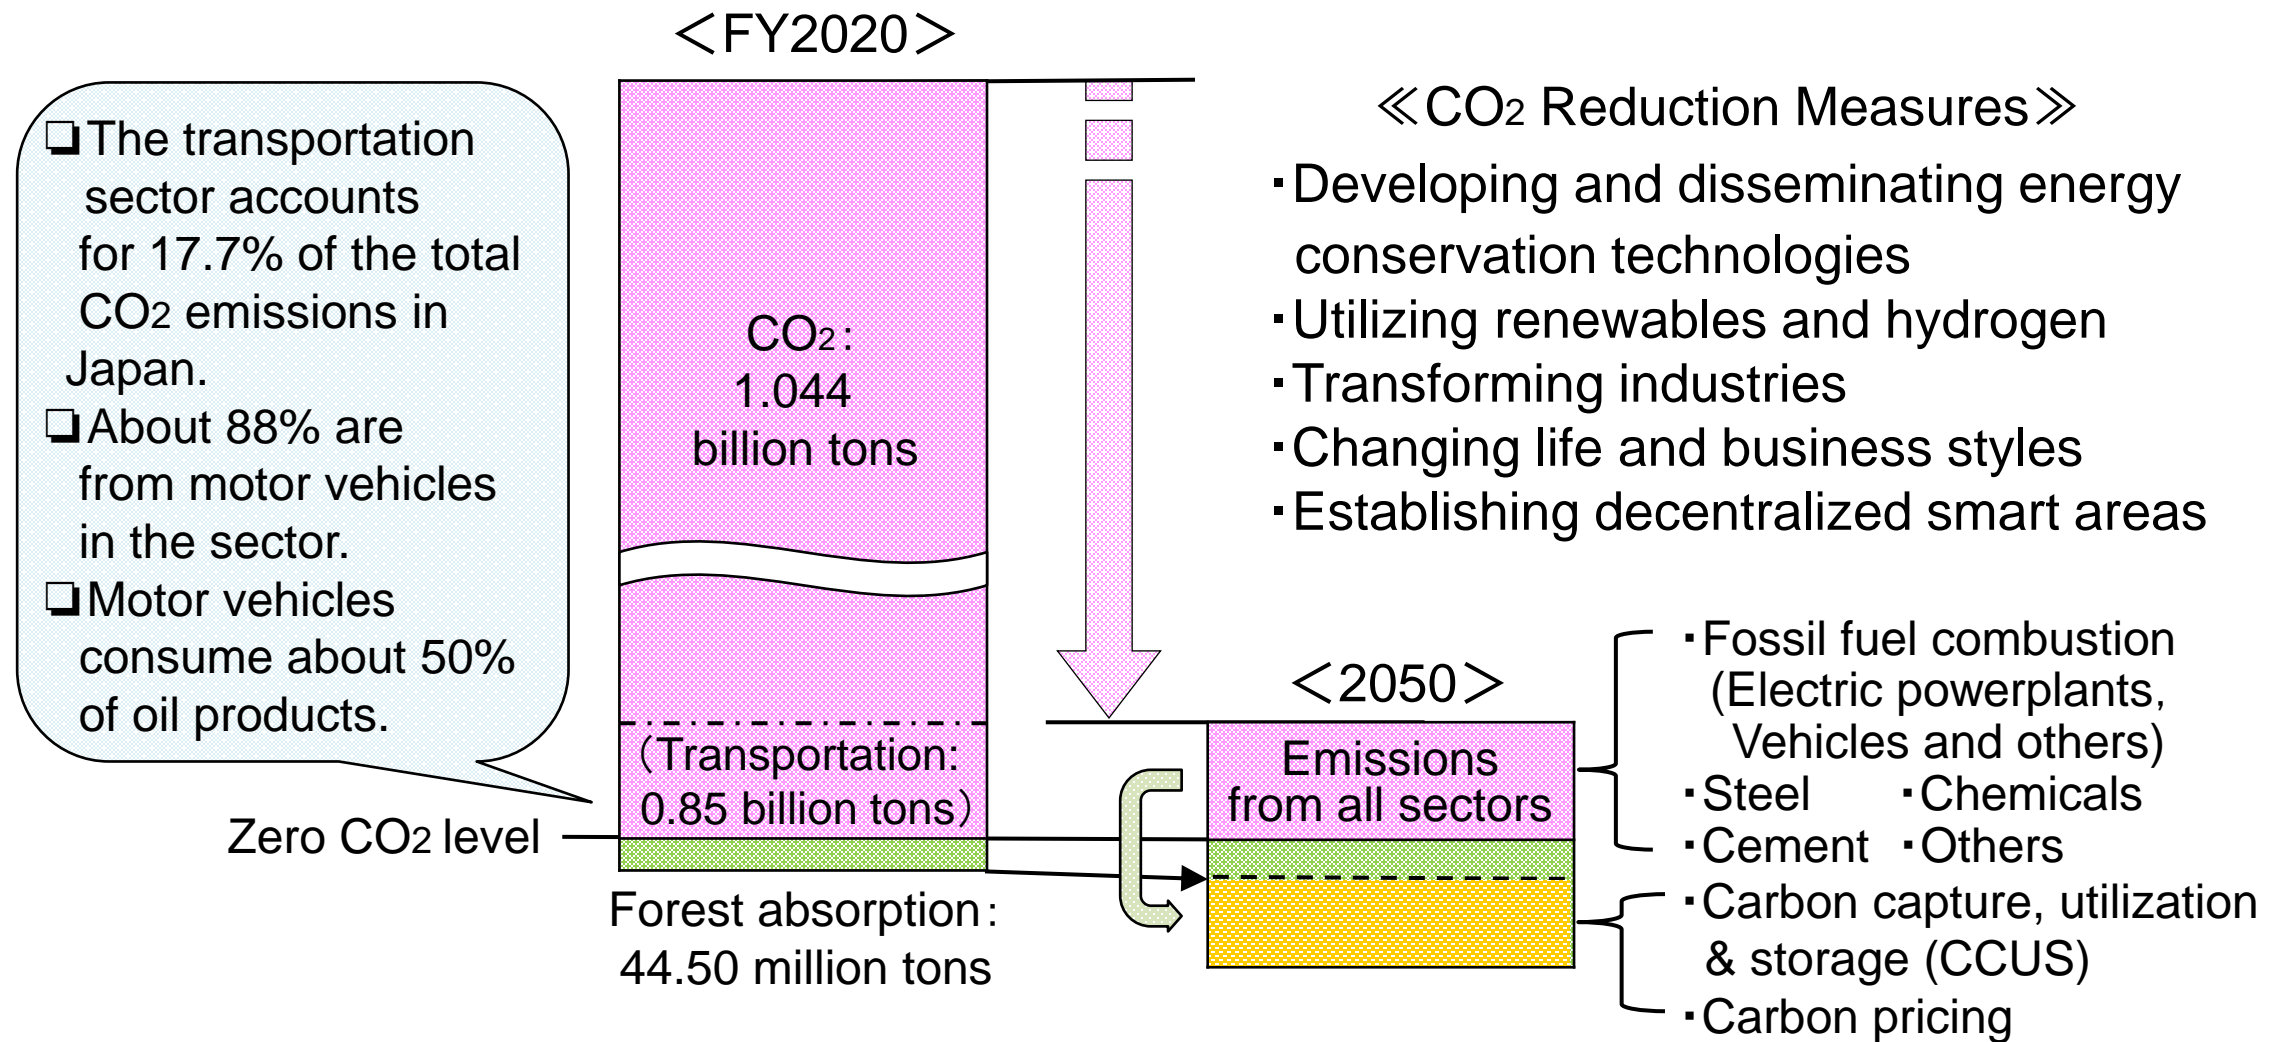 ＜FY2020＞
❏The transportation
sector accounts
for 17.7% of the total
CO2 emissions in
Japan.
❏About 88% are
from motor vehicles
in the sector.
❏Motor vehicles
consume about 50%
of oil products.
CO2：
1.044
billion tons
（Transportation:
0.85 billion tons）
Zero CO2 level
Forest absorption：
44.50 million tons
≪CO2 Reduction Measures≫
・Developing and disseminating energy
conservation technologies
・Utilizing renewables and hydrogen
・Transforming industries
・Changing life and business styles
・Establishing decentralized smart areas
＜2050＞
Emissions
from all sectors
・Fossil fuel combustion
(Electric powerplants,
Vehicles and others)
・Steel ・Chemicals
・Cement ・Others
・Carbon capture, utilization
& storage (CCUS)
・Carbon pricing